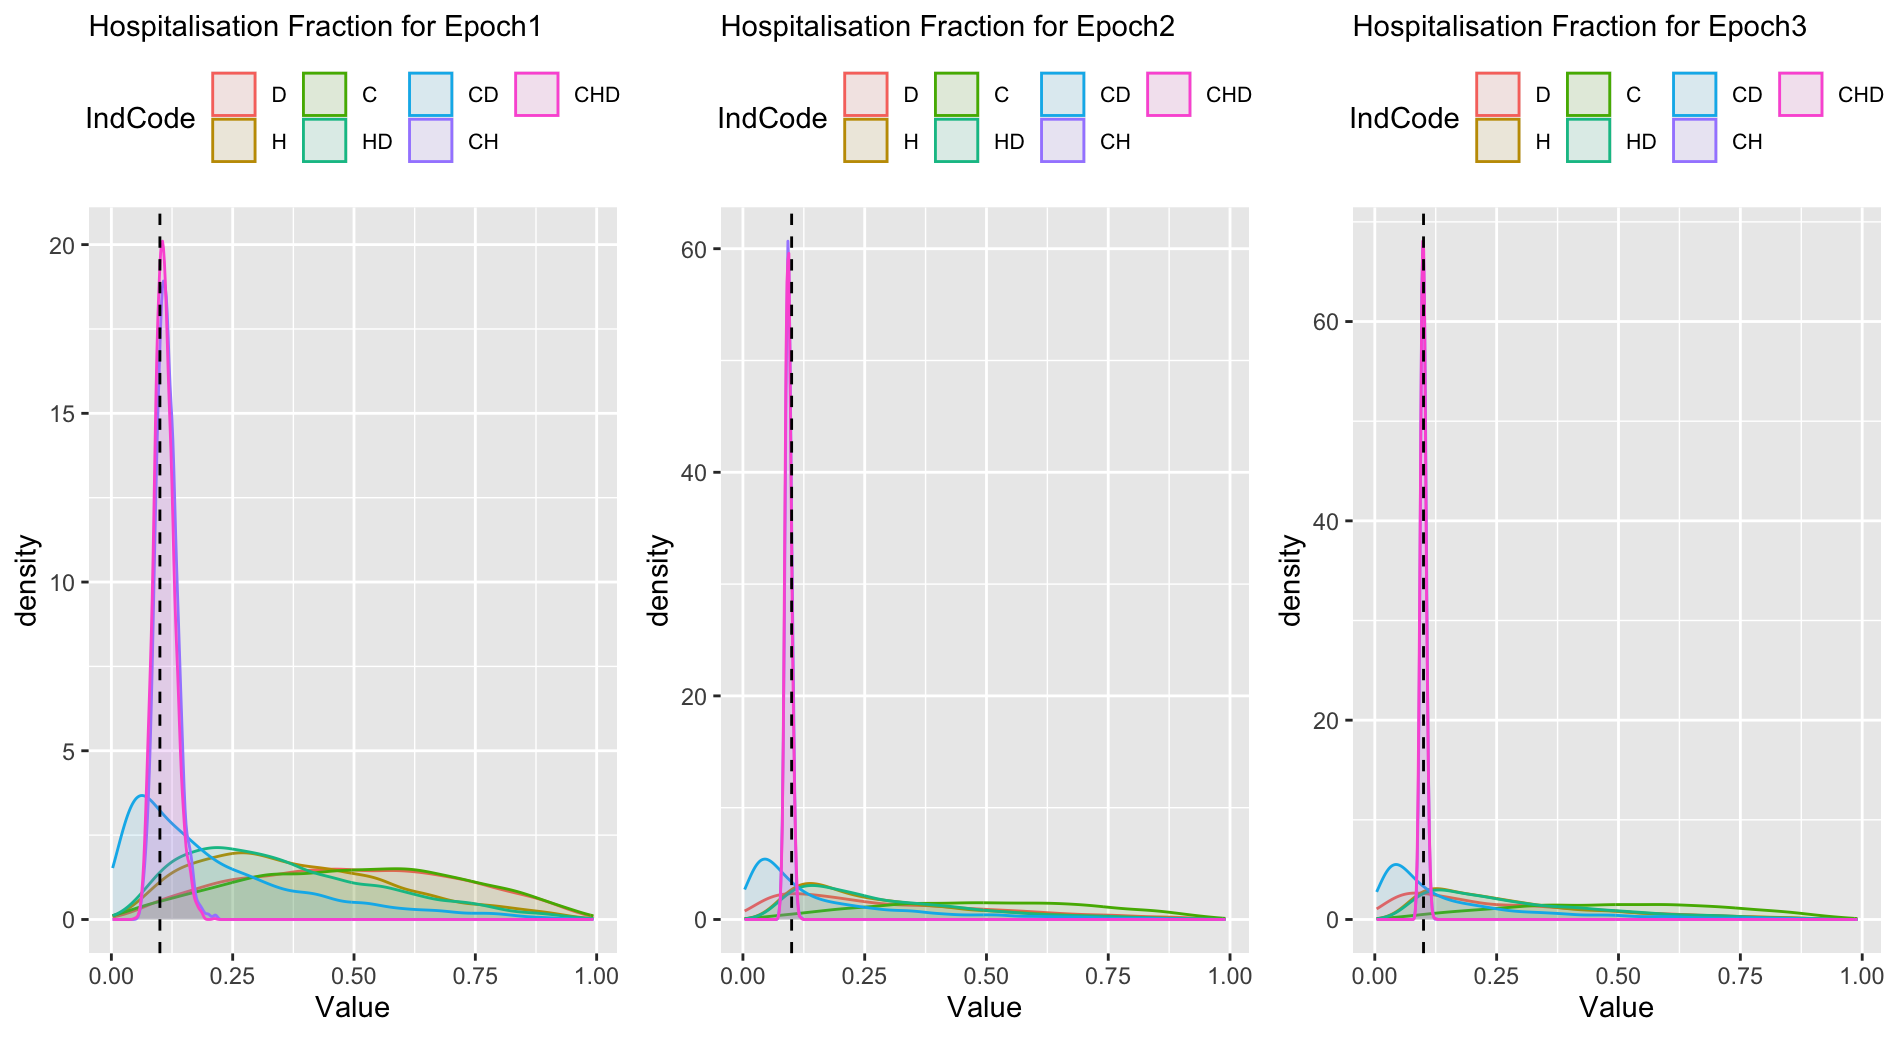 Hospitalisation Fraction for Epoch1
IndCode
D
C
CD
CHD
H
HD
CH
20
15
10
5
0
density
0.00
0.25
0.50
0.75
1.00
Value
Hospitalisation Fraction for Epoch2
IndCode
D
C
CD
CHD
H
HD
CH
60
40
20
0
density
0.00
0.25
0.50
0.75
1.00
Value
Hospitalisation Fraction for Epoch3
IndCode
D
C
CD
CHD
H
HD
CH
60
40
20
0
density
0.00
0.25
0.50
0.75
1.00
Value